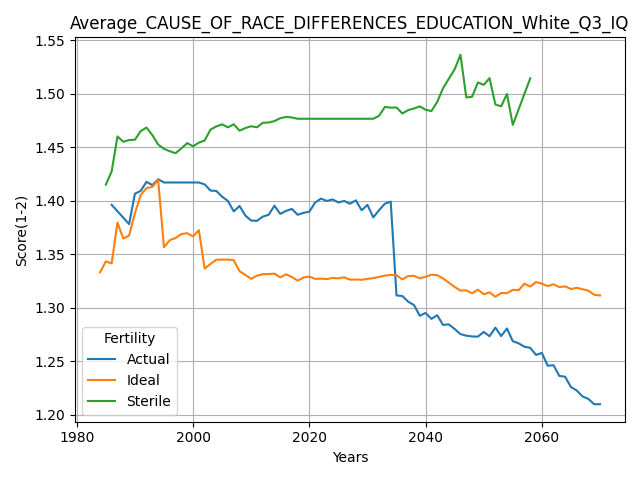 Average_CAUSE_OF_RACE_DIFFERENCES_EDUCATION_White_Q3_IQ
1.55
1.50
1.45
1.40
1.35
1.30
1.25
1.20
Score(1-2)
Fertility
Actual
Ideal
Sterile
1980
2000
2020
2040
2060
Years